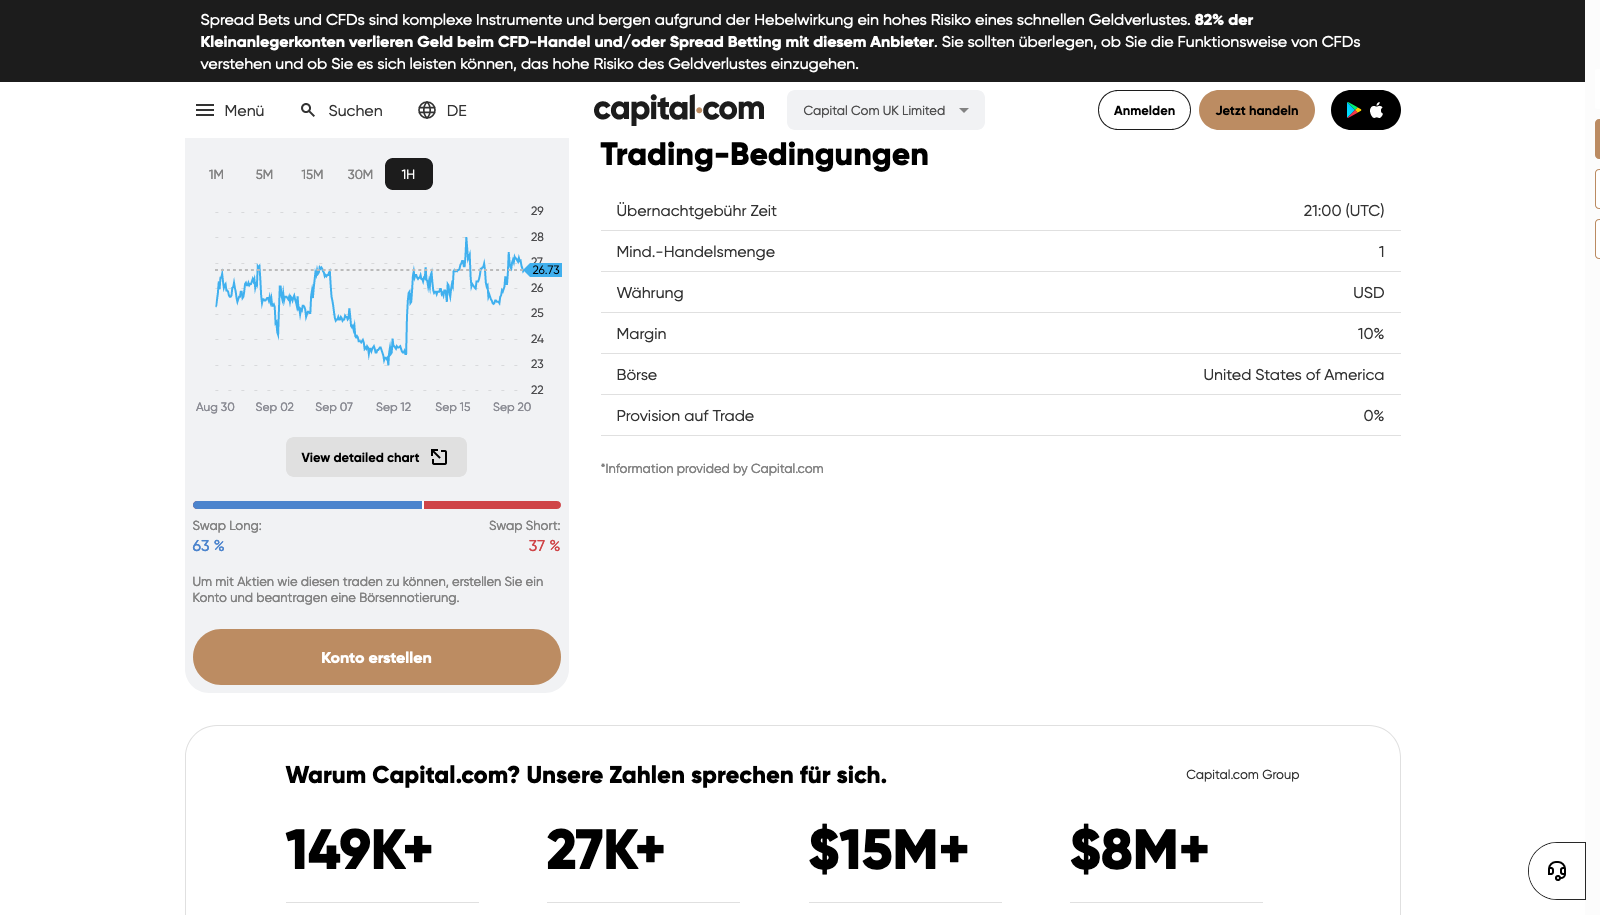 Spread Bets und CFDs sind komplexe Instrumente und bergen aufgrund der Hebelwirkung ein hohes Risiko eines schnellen Geldverlustes. 82% der
Kleinanlegerkonten verlieren Geld beim CFD-Handel und/oder Spread Betting mit diesem Anbieter. Sie sollten überlegen, ob Sie die Funktionsweise von CFDs
verstehen und ob Sie es sich leisten können, das hohe Risiko des Geldverlustes einzugehen.
Menü Suchen DE capital.com Capital Com UK Limited Anmelden Jetzt handeln
1M 5M 15M 30M 1H
29
28
27
26.73
26
25
24
23
22
Aug 30 Sep 02 Sep 07 Sep 12 Sep 15 Sep 20
View detailed chart
Swap Long: Swap Short:
63 % 37 %
Um mit Aktien wie diesen traden zu können, erstellen Sie ein
Konto und beantragen eine Börsennotierung.
Konto erstellen
Trading-Bedingungen
Übernachtgebühr Zeit 21:00 (UTC)
Mind.-Handelsmenge 1
Währung USD
Margin 10%
Börse United States of America
Provision auf Trade 0%
*Information provided by Capital.com
Warum Capital.com? Unsere Zahlen sprechen für sich. Capital.com Group
149K+ 27K+ $15M+ $8M+